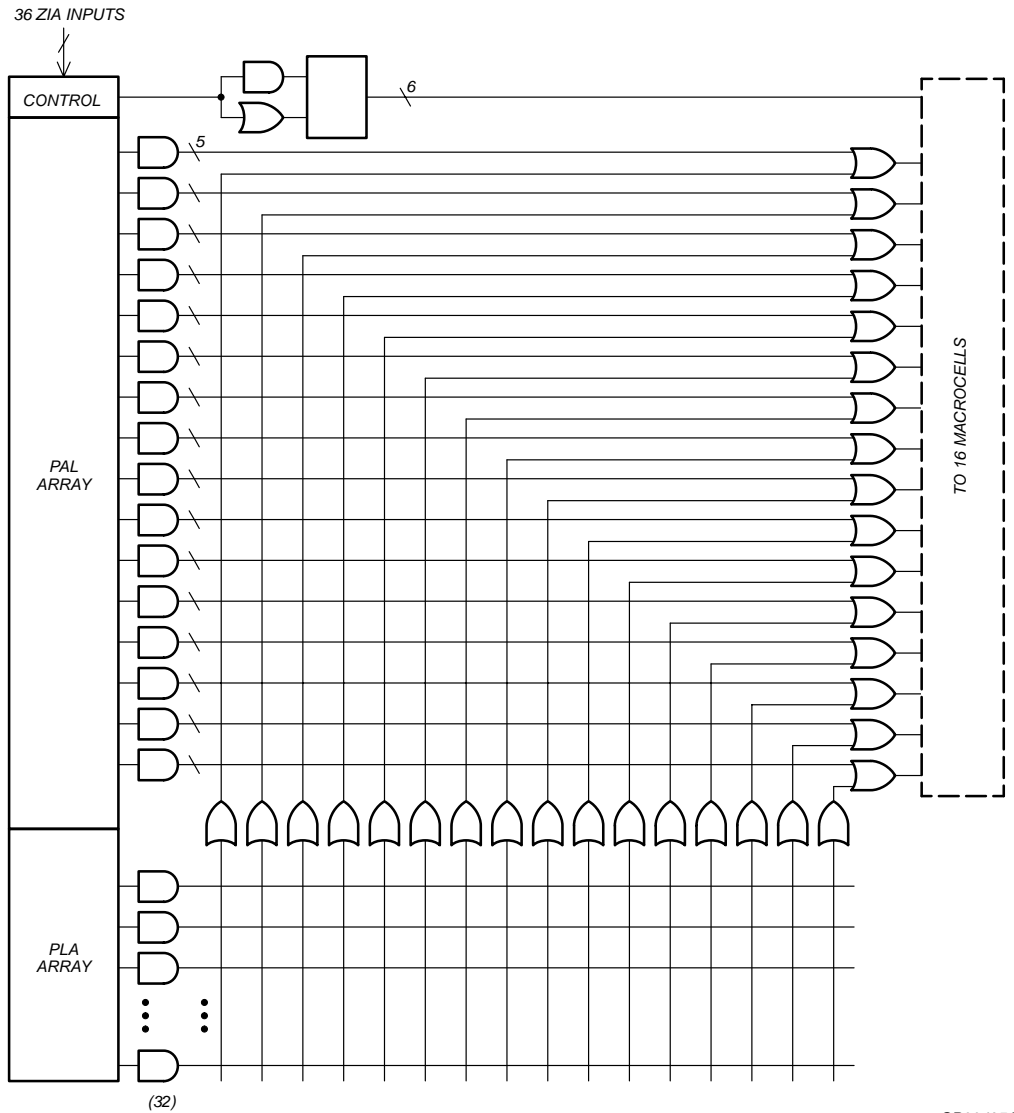 36 ZIA INPUTS
CONTROL
6
5
PAL
ARRAY
TO 16 MACROCELLS
PLA
ARRAY
(32)